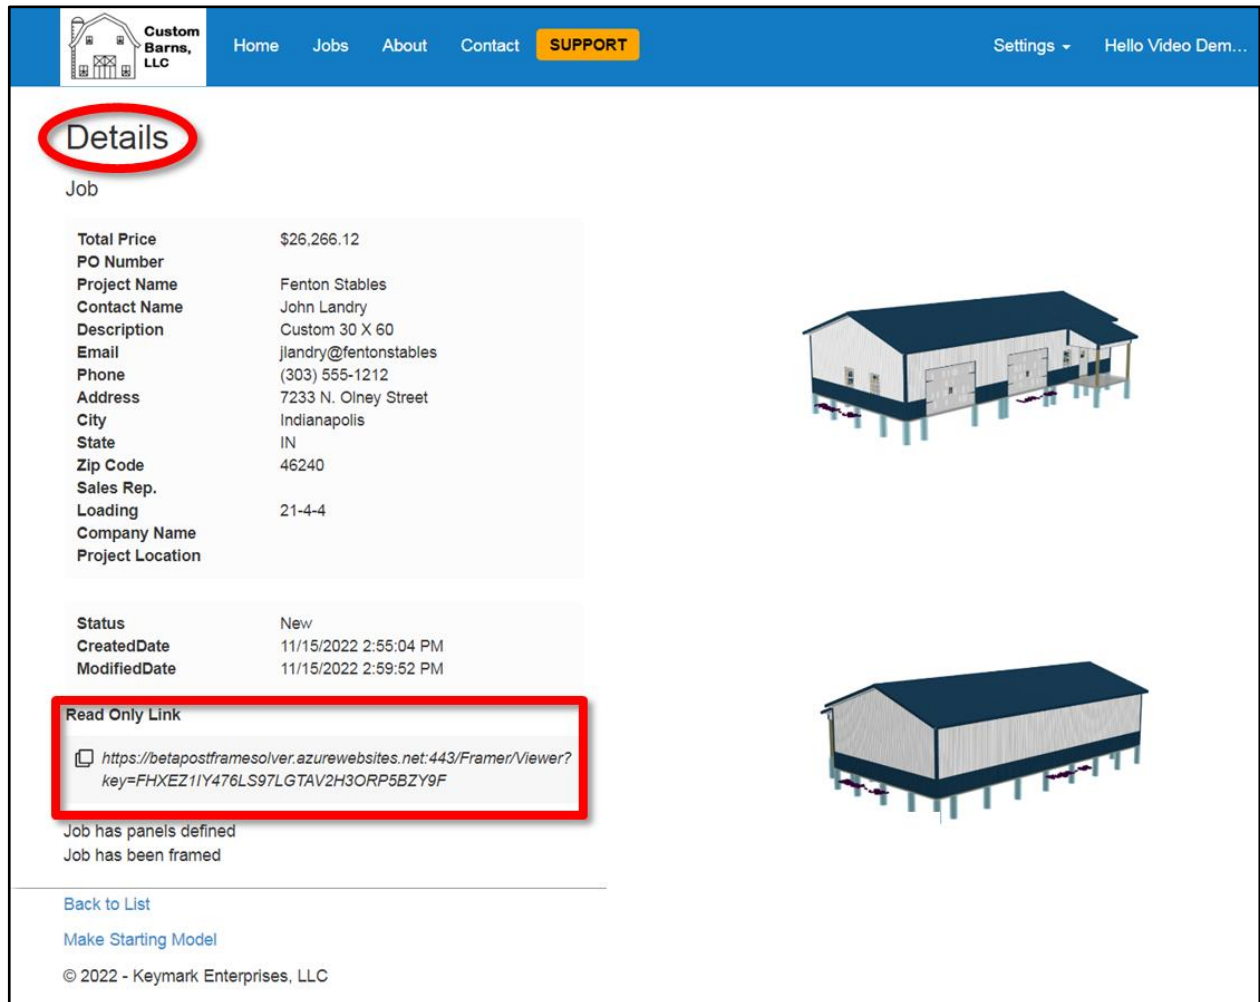 Custom
Barns,
LLC
Home Jobs About Contact SUPPORT Settings Hello Video Dem...
Details
Job
Total Price $26,266.12
PO Number
Project Name Fenton Stables
Contact Name John Landry
Description Custom 30 X 60
Email jlandry@fentonstables
Phone (303) 555-1212
Address 7233 N. Olney Street
City Indianapolis
State IN
Zip Code 46240
Sales Rep.
Loading 21-4-4
Company Name
Project Location
Status New
CreatedDate 11/15/2022 2:55:04 PM
ModifiedDate 11/15/2022 2:59:52 PM
Read Only Link
https://betapostframesolver.azurewebsites.net:443/Framer/Viewer?
key=FHXEZ1IY476LS97LGTAV2H3ORP5BZY9F
Job has panels defined
Job has been framed
Back to List
Make Starting Model
© 2022 - Keymark Enterprises, LLC